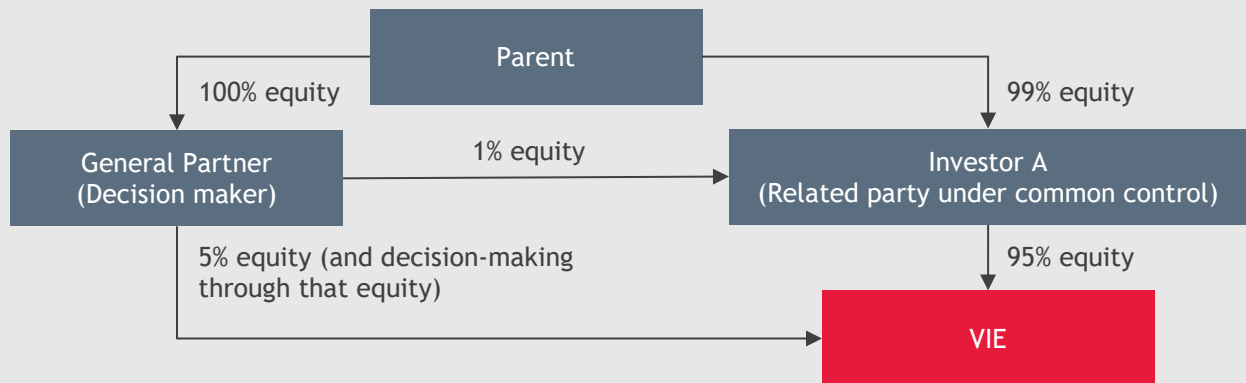 Parent
100% equity
99% equity
General Partner
(Decision maker)
1% equity
Investor A
(Related party under common control)
5% equity (and decision-making
through that equity)
95% equity
VIE